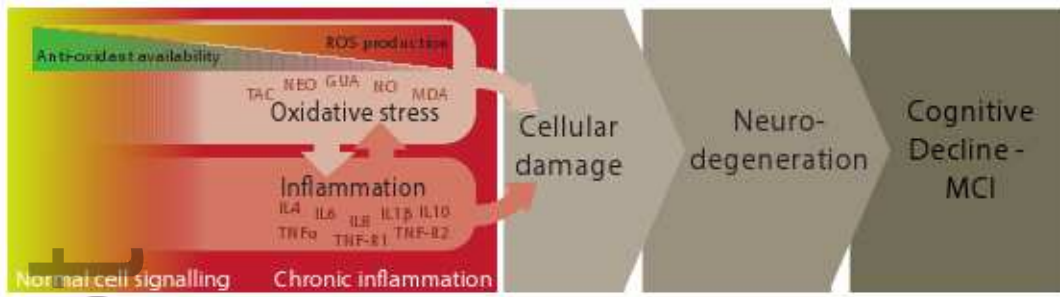 ROS production
Anti-oxidant availability
TAC NEO GUA NO MDA
Oxidative stress
Inflammation
IL4 IL6 IL8 IL1β IL10
TNFα TNF-R1 TNF-R2
Normal cell signalling
Chronic inflammation
Cellular
damage
Neuro-
degeneration
Cognitive
Decline -
MCI